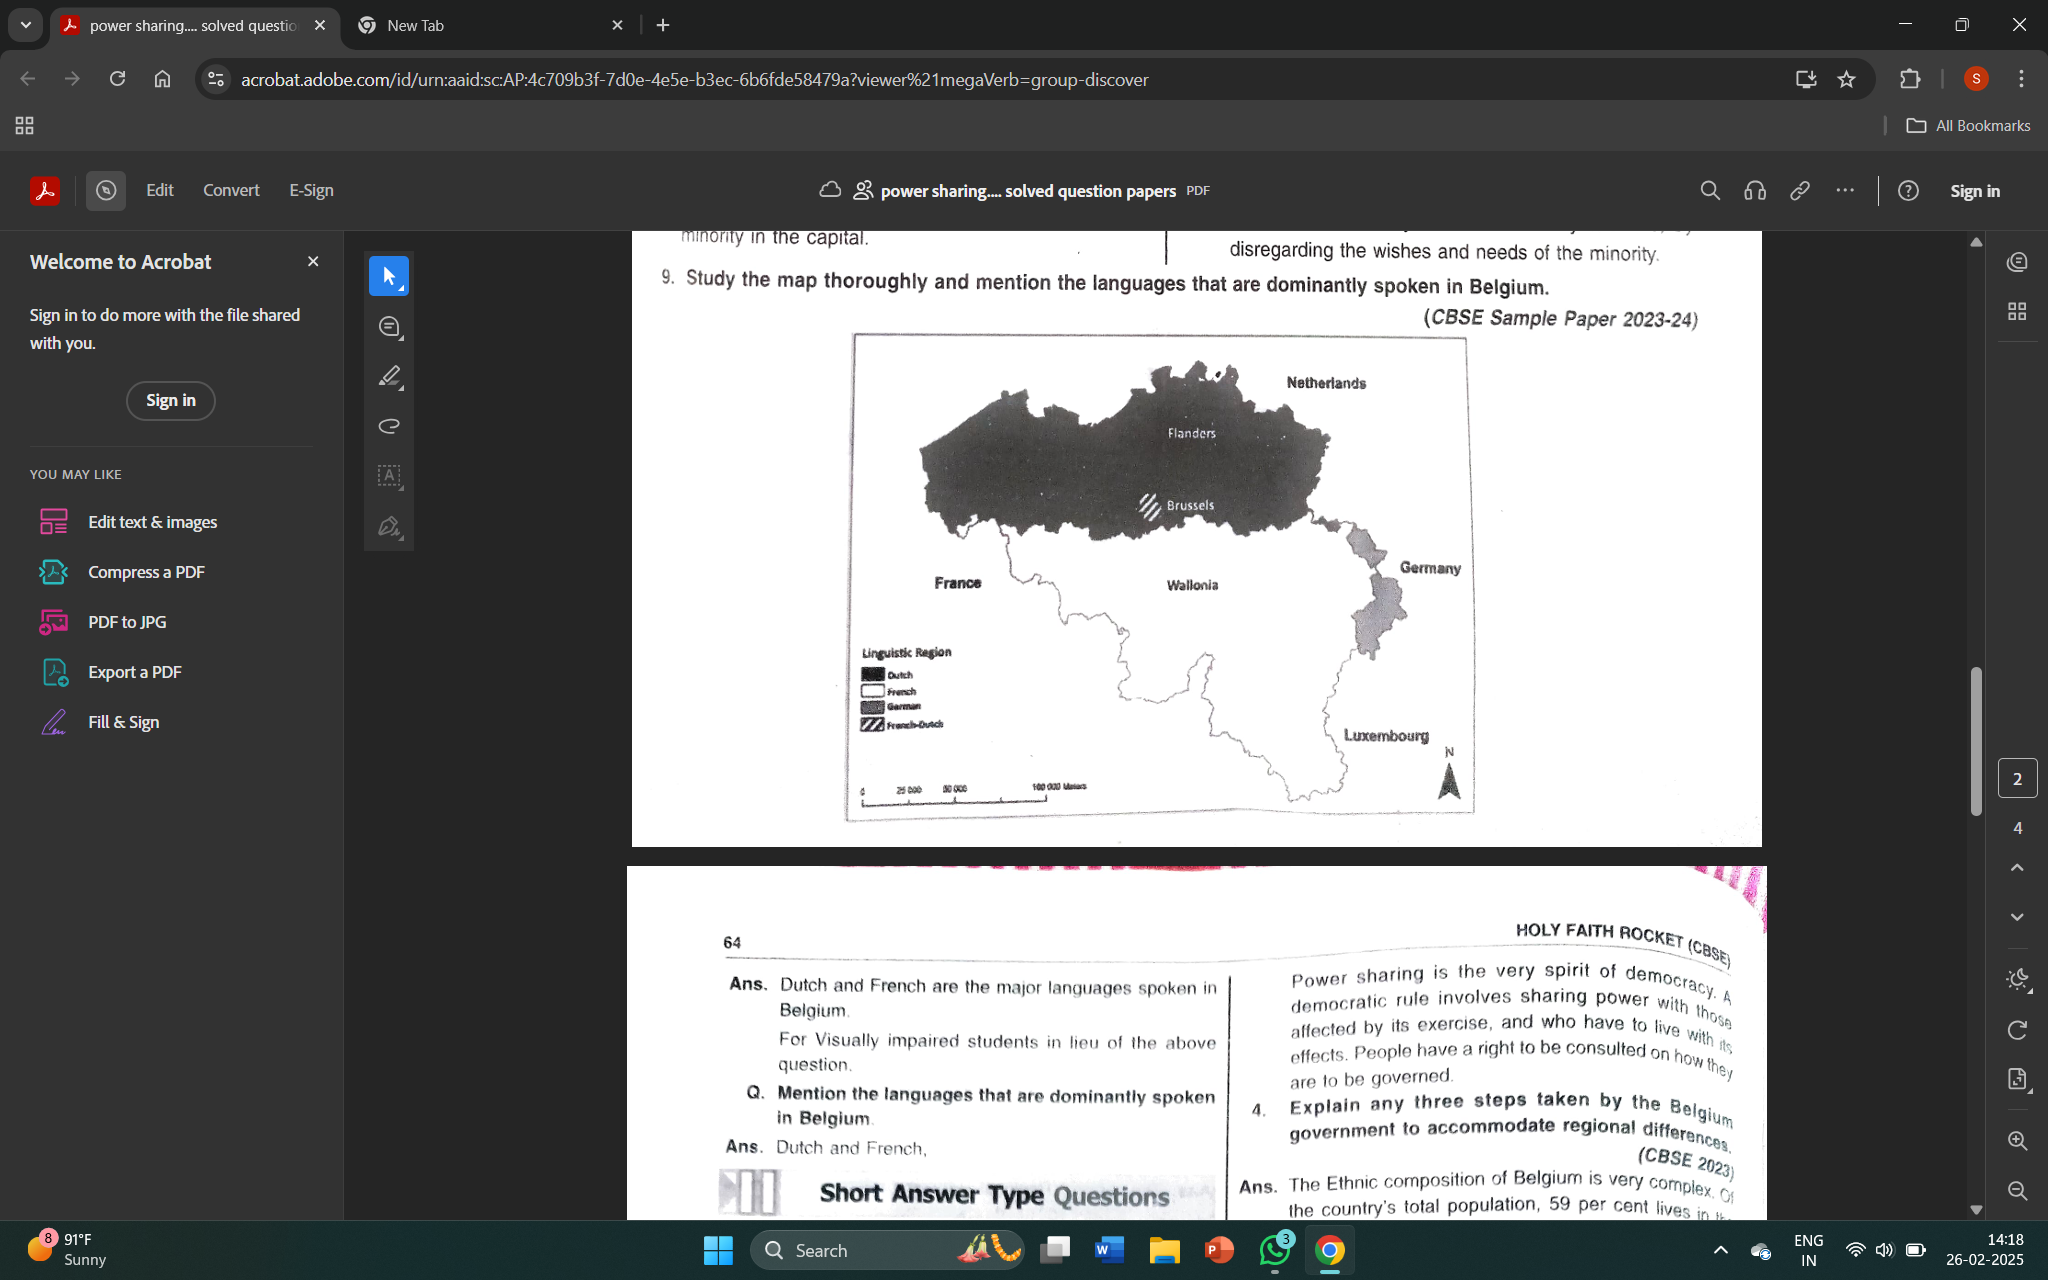 power sharing.... solved questio
New Tab
acrobat.adobe.com/id/urn:aaid:sc:AP:4c709b3f-7d0e-4e5e-b3ec-6b6fde58479a?viewer%21megaVerb=group-discover
S
All Bookmarks
Edit
Convert
E-Sign
power sharing.... solved question papers PDF
Sign in
Welcome to Acrobat
Sign in to do more with the file shared
with you.
Sign in
YOU MAY LIKE
Edit text & images
Compress a PDF
PDF to JPG
Export a PDF
Fill & Sign
minority in the capital.
disregarding the wishes and needs of the minority.
9. Study the map thoroughly and mention the languages that are dominantly spoken in Belgium.
(CBSE Sample Paper 2023-24)
Netherlands
Flanders
Brussels
Germany
France
Wallonia
Linguistic Region
Dutch
French
German
French-Dutch
Luxembourg
N
0 25 000 50 000 100 000 Meters
2
4
64
HOLY FAITH ROCKET (CBSE)
Ans. Dutch and French are the major languages spoken in
Belgium.
For Visually impaired students in lieu of the above
question.
Q. Mention the languages that are dominantly spoken
in Belgium.
Ans. Dutch and French,
Short Answer Type Questions
Power sharing is the very spirit of democracy. A
democratic rule involves sharing power with those
affected by its exercise, and who have to live with its
effects. People have a right to be consulted on how they
are to be governed.
4. Explain any three steps taken by the Belgium
government to accommodate regional differences.
(CBSE 2023)
Ans. The Ethnic composition of Belgium is very complex. Of
the country's total population, 59 per cent lives in
8
91°F
Sunny
Search
3
ENG
IN
14:18
26-02-2025